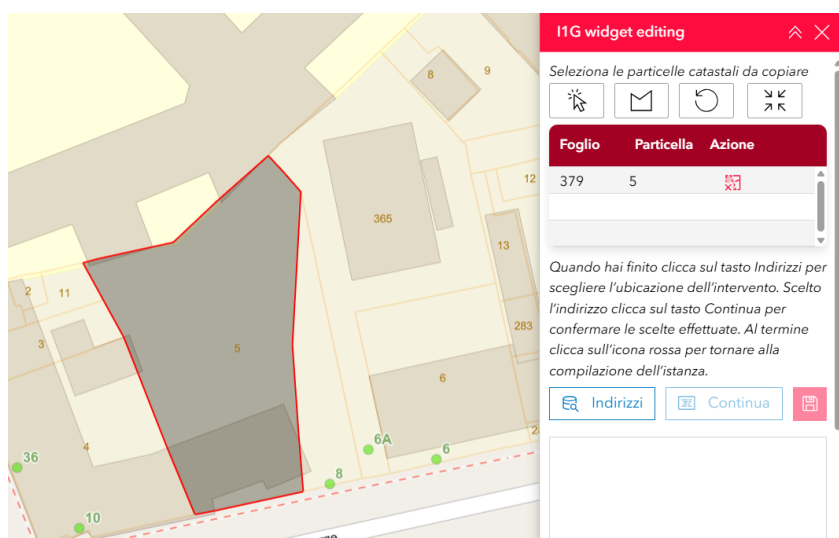 I1G widget editing
Seleziona le particelle catastali da copiare
Foglio Particella Azione
379 5
Quando hai finito clicca sul tasto Indirizzi per
scegliere l'ubicazione dell'intervento. Scelto
l'indirizzo clicca sul tasto Continua per
confermare le scelte effettuate. Al termine
clicca sull'icona rossa per tornare alla
compilazione dell'istanza.
Indirizzi Continua
8
9
12
365
13
2
11
283
3
5
6
4
6A
6
36
8
10